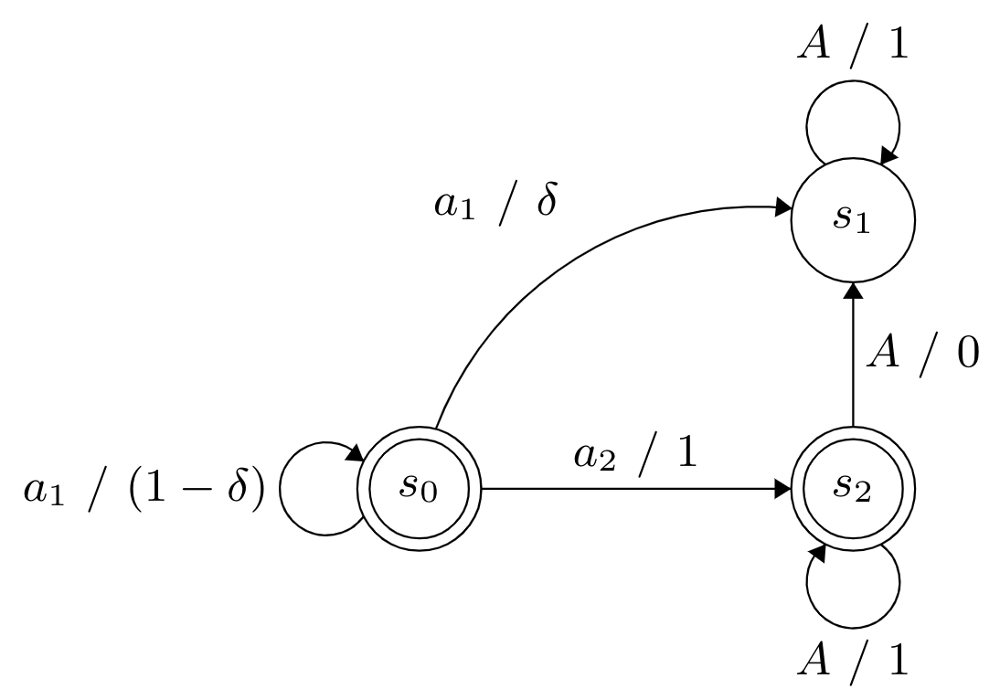 A / 1
a₁ / δ
s₁
A / 0
a₂ / 1
a₁ / (1 − δ)
s₀
s₂
A / 1